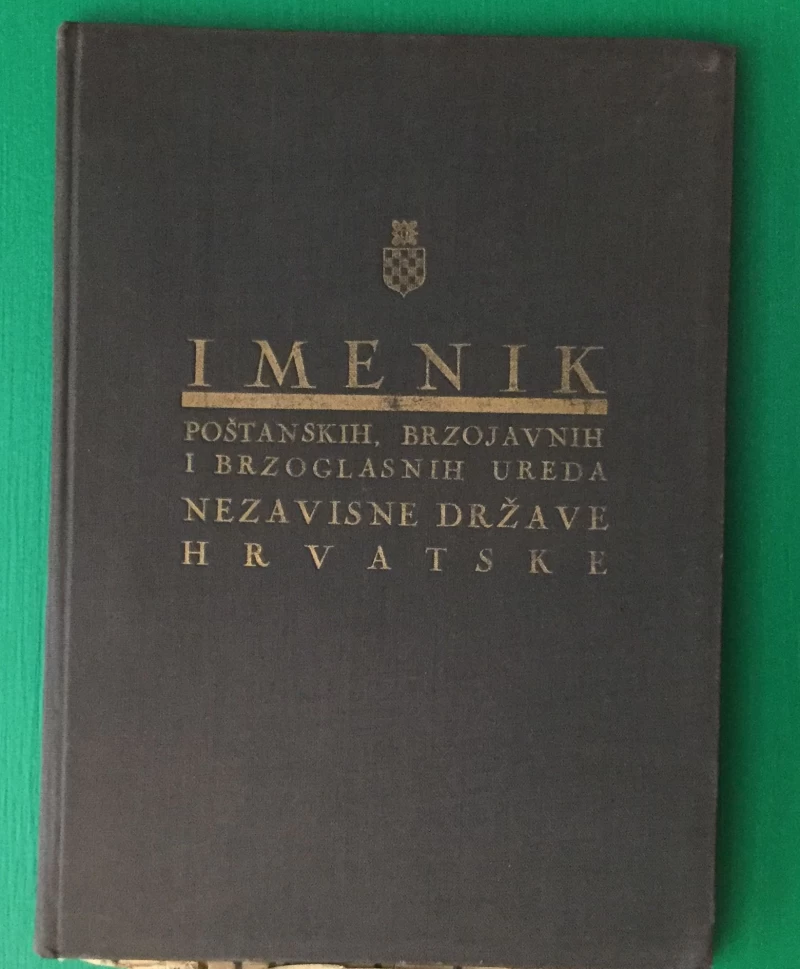 IMENIK
POŠTANSKIH, BRZOJAVNIH
I BRZOGLASNIH UREDA
NEZAVISNE DRŽAVE
HRVATSKE